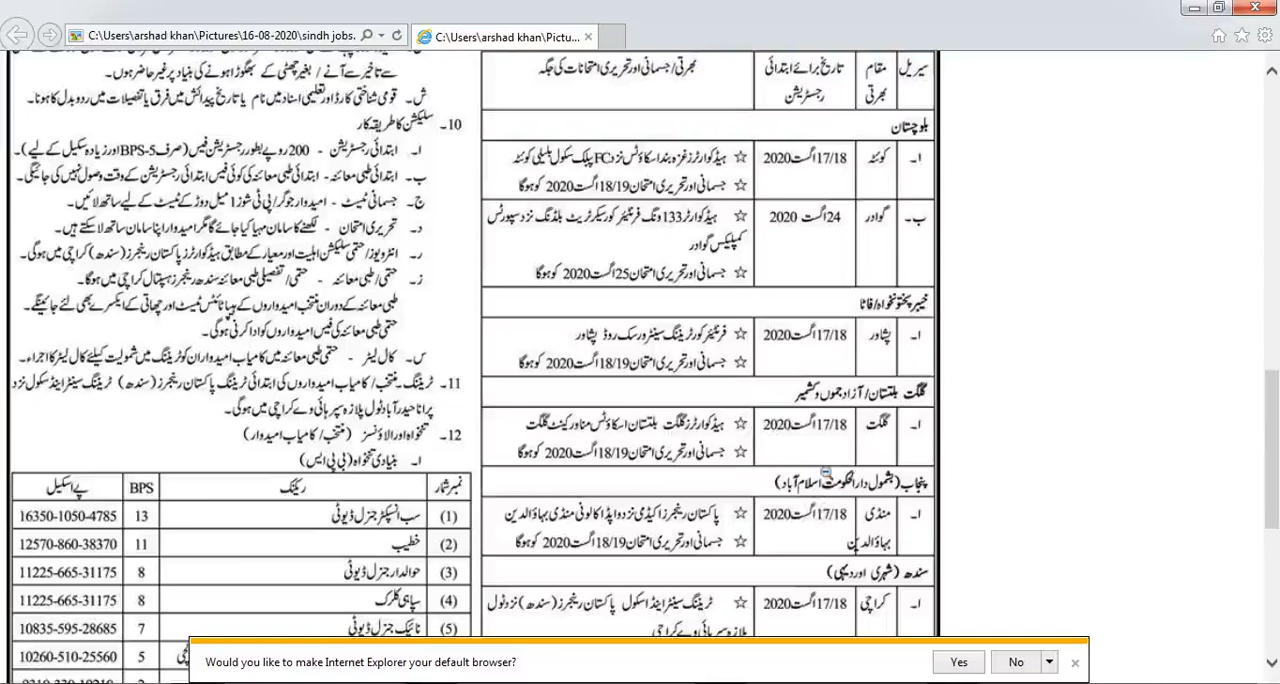 C:\Users\arshad khan\Pictures\16-08-2020\sindh jobs.
C:\Users\arshad khan\Pictu...
سے تاخیر سے آنے / بغیر چھٹی کے بھگوڑا ہونے کی بنیاد پر غیر حاضر ہوں۔
ش۔ قومی شناختی کارڈ اور تعلیمی اسناد میں نام یا تاریخ پیدائش میں فرق یا تفصیلات میں ردوبدل کا ہونا۔
10۔ سلیکشن کا طریقہ کار
ا۔ ابتدائی رجسٹریشن - 200 روپے بطور رجسٹریشن فیس (صرف BPS-5 اور زیادہ سکیل کے لیے)۔
ب۔ ابتدائی طبی معائنہ - ابتدائی طبی معائنہ کی کوئی فیس ابتدائی رجسٹریشن کے وقت وصول نہیں کی جائیگی۔
ج۔ جسمانی ٹیسٹ - امیدوار جوگر / پی ٹی شوز 1 میل دوڑ کے ٹیسٹ کے لیے ساتھ لائیں۔
د۔ تحریری امتحان - لکھنے کا سامان مہیا کیا جائے گا مگر امیدوار اپنا سامان ساتھ لا سکتے ہیں۔
ر۔ انٹرویوز / حتمی سلیکشن اہلیت اور معیار کے مطابق ہیڈ کوارٹرز پاکستان رینجرز (سندھ) کراچی میں ہوگی۔
ز۔ حتمی طبی معائنہ - حتمی / تفصیلی طبی معائنہ سندھ رینجرز ہسپتال کراچی میں ہوگا۔
طبی معائنہ کے دوران منتخب امیدواروں کے ہیپاٹائٹس ٹیسٹ اور چھاتی کے ایکسرے بھی لئے جائینگے۔
حتمی طبی معائنہ کی فیس امیدواروں کو ادا کرنی ہوگی۔
س۔ کال لیٹر - حتمی طبی معائنہ میں کامیاب امیدواران کو ٹریننگ میں شمولیت کیلئے کال لیٹر کا اجراء۔
11۔ ٹریننگ۔ منتخب / کامیاب امیدواروں کی ابتدائی ٹریننگ پاکستان رینجرز (سندھ) ٹریننگ سینٹر اینڈ سکول نزد
پرانا حیدرآباد ٹول پلازہ سپر ہائی وے کراچی میں ہوگی۔
12۔ تنخواہ اور الاؤنسز (منتخب / کامیاب امیدوار)
ا۔ بنیادی تنخواہ (بی پی ایس)
نمبر شمار رینک BPS پے اسکیل
(1) سب انسپکٹر جنرل ڈیوٹی 13 16350-1050-4785
(2) خطیب 11 12570-860-38370
(3) حوالدار جنرل ڈیوٹی 8 11225-665-31175
(4) سپاہی کلرک 8 11225-665-31175
(5) نائیک جنرل ڈیوٹی 7 10835-595-28685
5 10260-510-25560
سیریل مقام بھرتی تاریخ برائے ابتدائی رجسٹریشن بھرتی / جسمانی اور تحریری امتحانات کی جگہ
بلوچستان
ا۔ کوئٹہ 17/18 اگست 2020 ☆ ہیڈ کوارٹرز غزہ بند اسکاؤٹس نزد FC پبلک سکول بلیلی کوئٹہ
☆ جسمانی اور تحریری امتحان 18/19 اگست 2020 کو ہوگا
ب۔ گوادر 24 اگست 2020 ☆ ہیڈ کوارٹر 133 ونگ فرنٹیئر کور سیکرٹریٹ بلڈنگ نزد سپورٹس
کمپلیکس گوادر
☆ جسمانی اور تحریری امتحان 25 اگست 2020 کو ہوگا
خیبر پختونخواہ / فاٹا
ا۔ پشاور 17/18 اگست 2020 ☆ فرنٹیئر کور ٹریننگ سینٹر ورسک روڈ پشاور
☆ جسمانی اور تحریری امتحان 18/19 اگست 2020 کو ہوگا
گلگت بلتستان / آزاد جموں و کشمیر
ا۔ گلگت 17/18 اگست 2020 ☆ ہیڈ کوارٹرز گلگت بلتستان اسکاؤٹس مناور کینٹ گلگت
☆ جسمانی اور تحریری امتحان 18/19 اگست 2020 کو ہوگا
پنجاب (بشمول دارالحکومت اسلام آباد)
ا۔ منڈی بہاؤالدین 17/18 اگست 2020 ☆ پاکستان رینجرز اکیڈمی نزد واپڈا کالونی منڈی بہاؤالدین
☆ جسمانی اور تحریری امتحان 18/19 اگست 2020 کو ہوگا
سندھ (شہری اور دیہی)
ا۔ کراچی 17/18 اگست 2020 ☆ ٹریننگ سینٹر اینڈ اسکول پاکستان رینجرز (سندھ) نزد ٹول
پلازہ سپر ہائی وے کراچی
Would you like to make Internet Explorer your default browser?
Yes
No